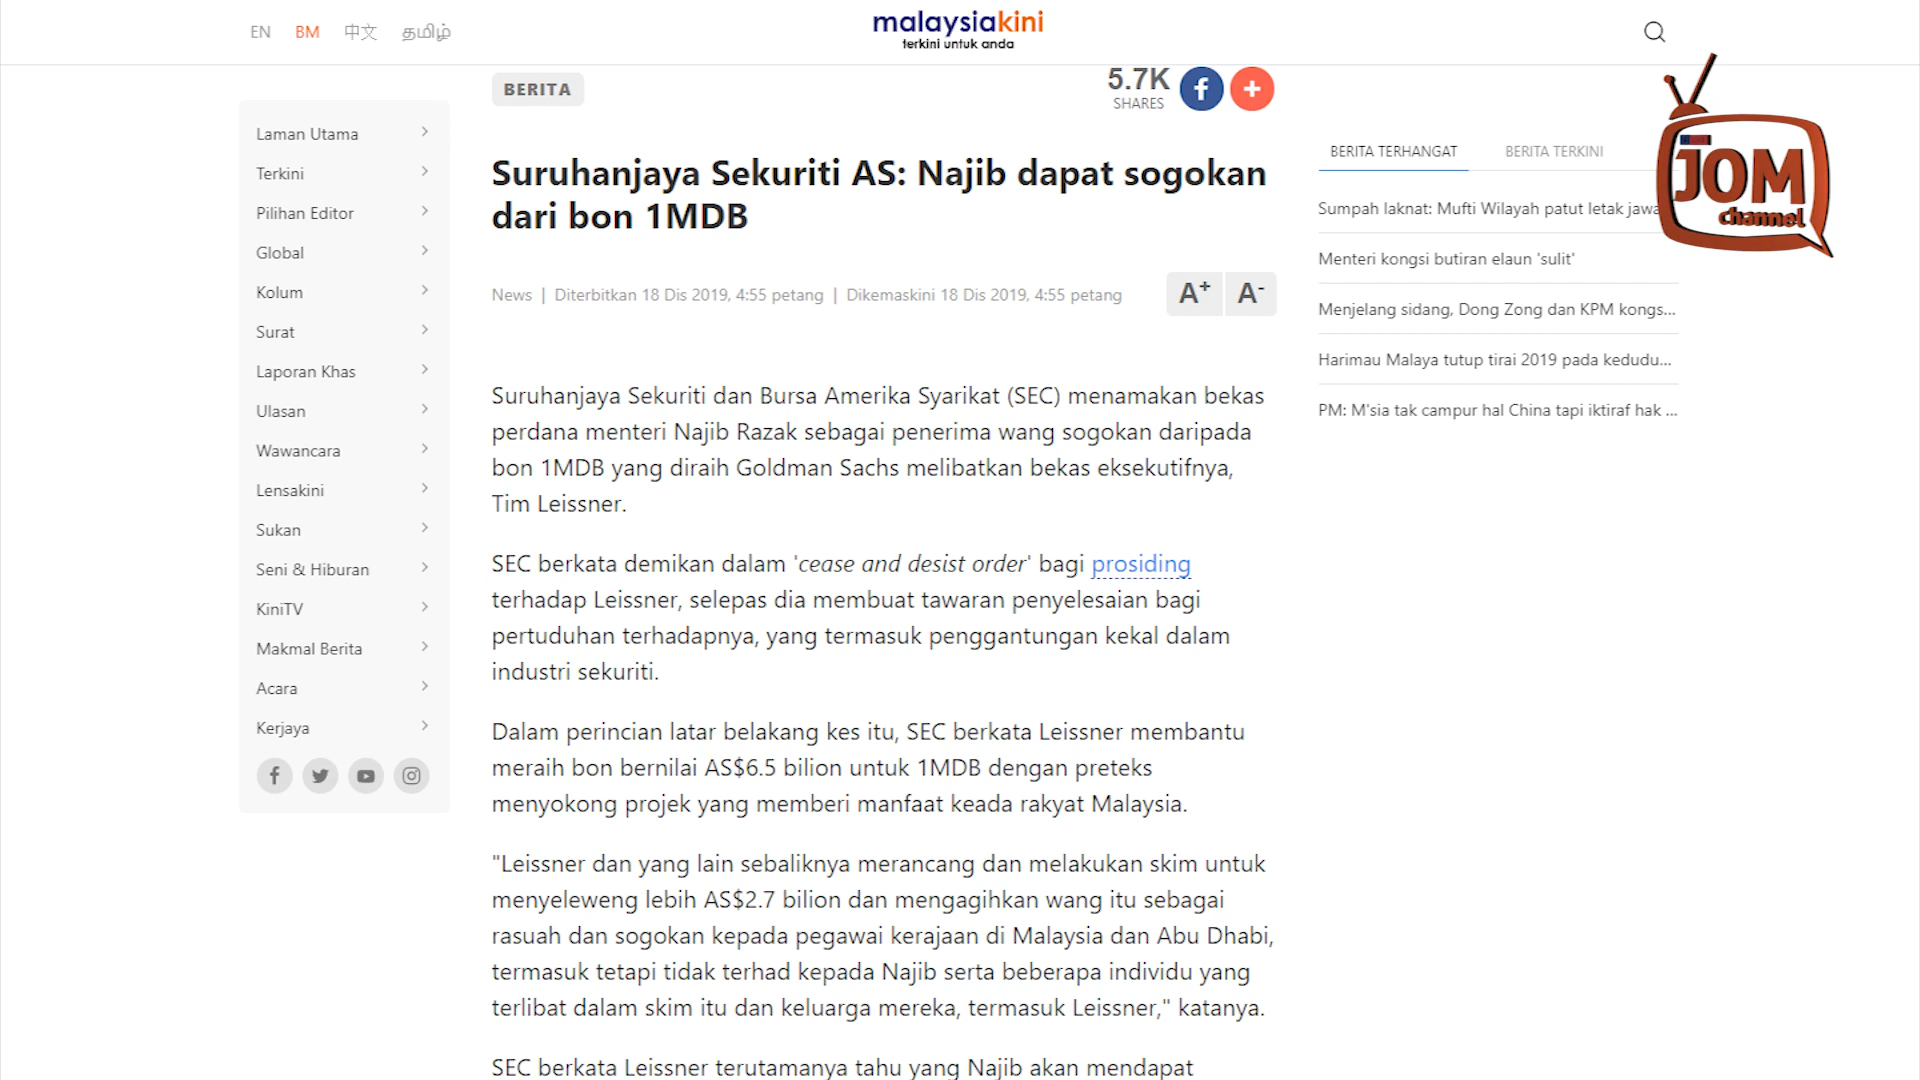 EN BM 中文 தமிழ்
malaysiakini
terkini untuk anda
BERITA
5.7K
SHARES
Laman Utama
Terkini
Pilihan Editor
Global
Kolum
Surat
Laporan Khas
Ulasan
Wawancara
Lensakini
Sukan
Seni & Hiburan
KiniTV
Makmal Berita
Acara
Kerjaya
Suruhanjaya Sekuriti AS: Najib dapat sogokan
dari bon 1MDB
News | Diterbitkan 18 Dis 2019, 4:55 petang | Dikemaskini 18 Dis 2019, 4:55 petang
A+ A-
Suruhanjaya Sekuriti dan Bursa Amerika Syarikat (SEC) menamakan bekas
perdana menteri Najib Razak sebagai penerima wang sogokan daripada
bon 1MDB yang diraih Goldman Sachs melibatkan bekas eksekutifnya,
Tim Leissner.
SEC berkata demikan dalam 'cease and desist order' bagi prosiding
terhadap Leissner, selepas dia membuat tawaran penyelesaian bagi
pertuduhan terhadapnya, yang termasuk penggantungan kekal dalam
industri sekuriti.
Dalam perincian latar belakang kes itu, SEC berkata Leissner membantu
meraih bon bernilai AS$6.5 bilion untuk 1MDB dengan preteks
menyokong projek yang memberi manfaat keada rakyat Malaysia.
"Leissner dan yang lain sebaliknya merancang dan melakukan skim untuk
menyeleweng lebih AS$2.7 bilion dan mengagihkan wang itu sebagai
rasuah dan sogokan kepada pegawai kerajaan di Malaysia dan Abu Dhabi,
termasuk tetapi tidak terhad kepada Najib serta beberapa individu yang
terlibat dalam skim itu dan keluarga mereka, termasuk Leissner," katanya.
SEC berkata Leissner terutamanya tahu yang Najib akan mendapat
BERITA TERHANGAT BERITA TERKINI
Sumpah laknat: Mufti Wilayah patut letak jawa
Menteri kongsi butiran elaun 'sulit'
Menjelang sidang, Dong Zong dan KPM kongs...
Harimau Malaya tutup tirai 2019 pada kedudu...
PM: M'sia tak campur hal China tapi iktiraf hak ...
JOM
channel